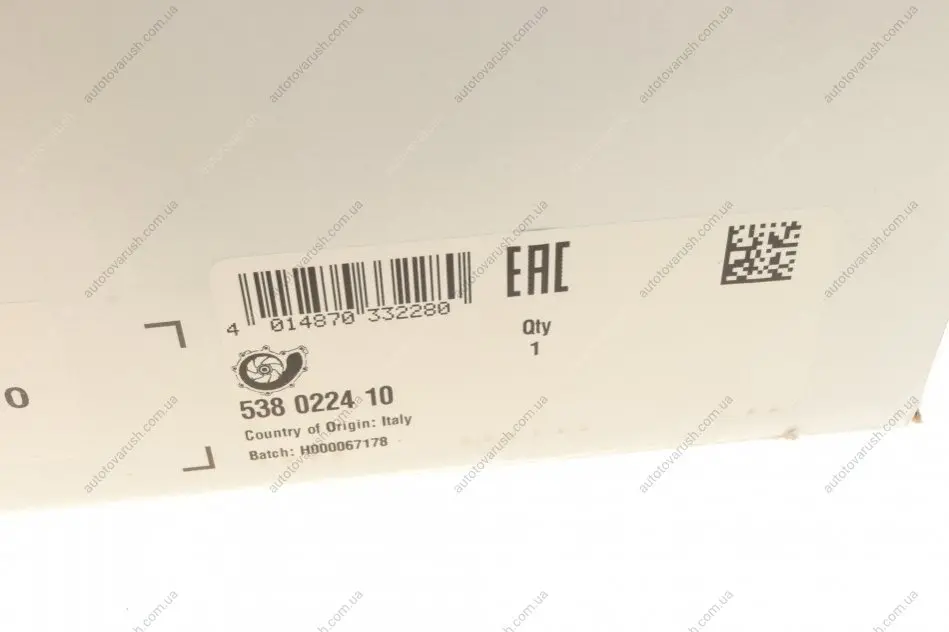 4 014870 332280
EAC
Qty
1
538 0224 10
Country of Origin: Italy
Batch: H000067178
0
autotovarush.com.ua